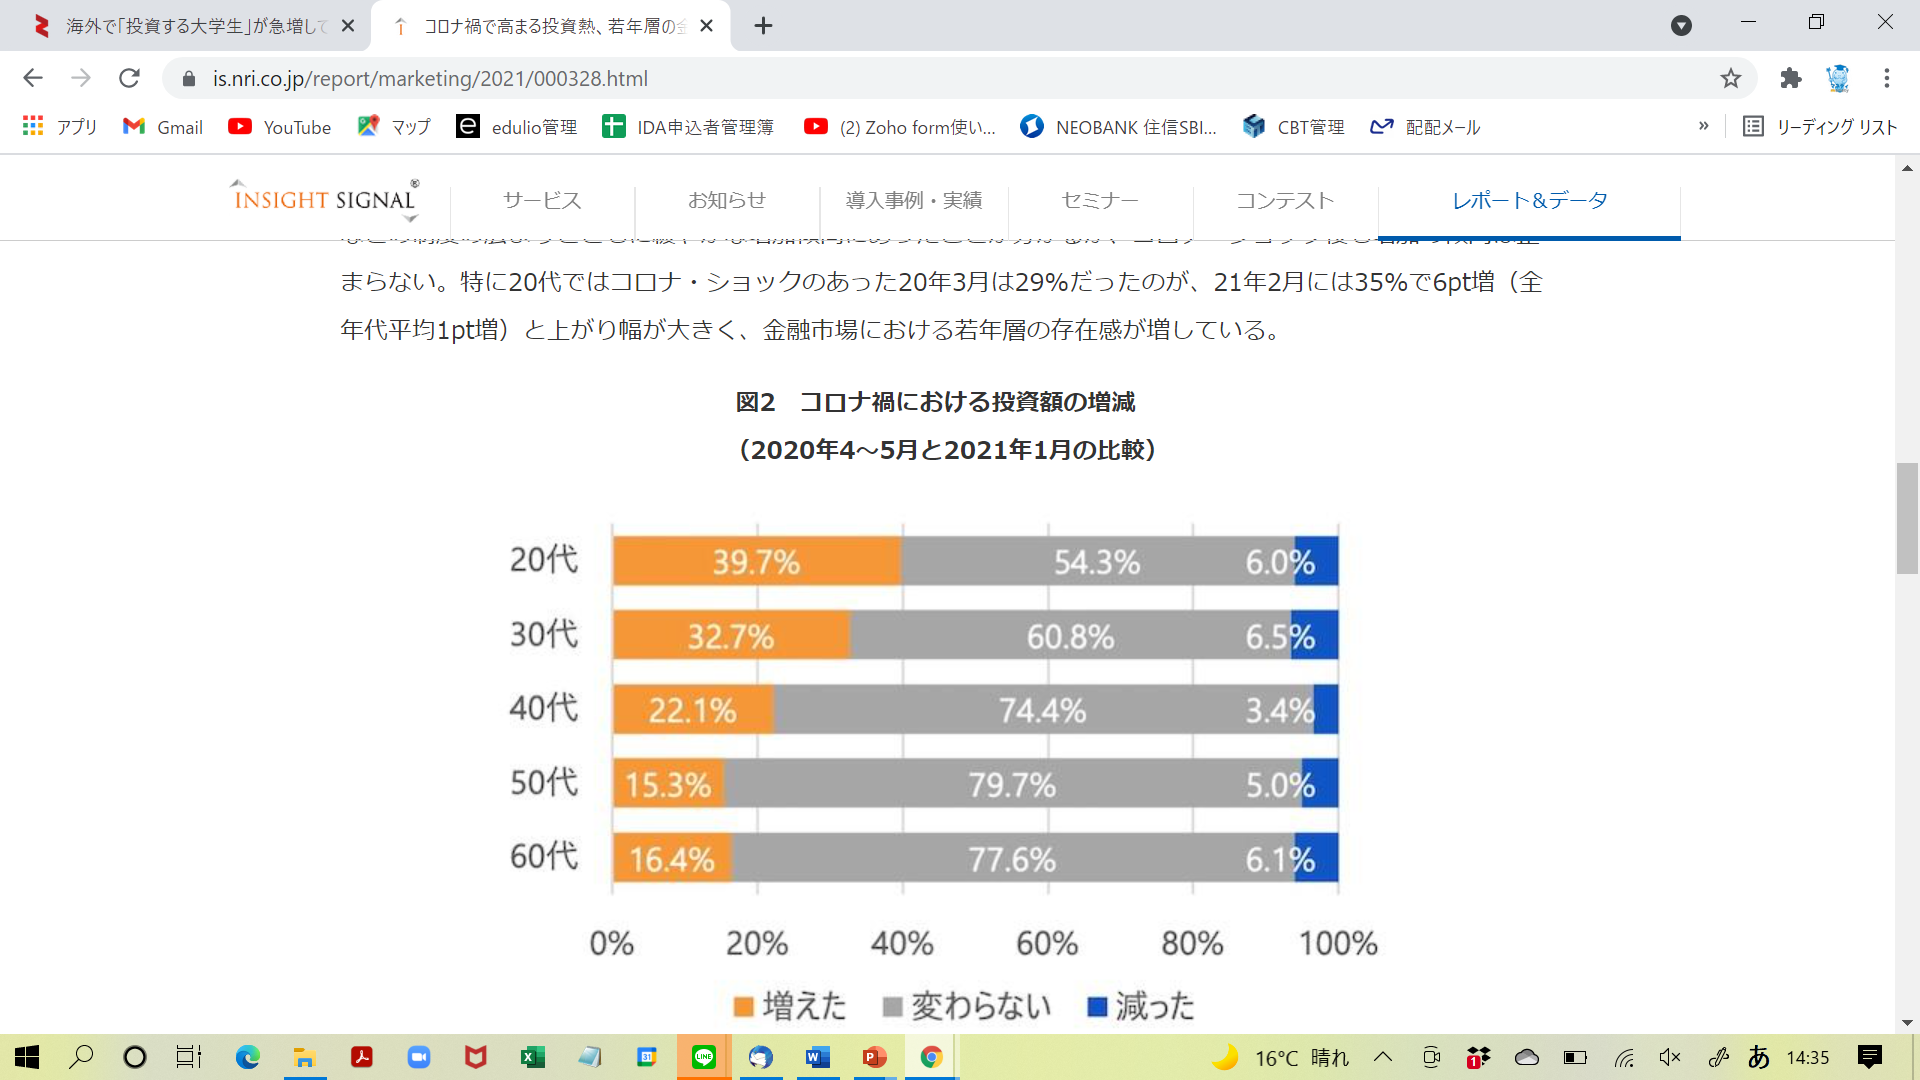 海外で「投資する大学生」が急増して
コロナ禍で高まる投資熱、若年層の金
is.nri.co.jp/report/marketing/2021/000328.html
アプリ
Gmail
YouTube
マップ
edulio管理
IDA申込者管理簿
(2) Zoho form使い...
NEOBANK 住信SBI...
CBT管理
配配メール
»
リーディング リスト
INSIGHT SIGNAL®
サービス
お知らせ
導入事例・実績
セミナー
コンテスト
レポート＆データ
まらない。特に20代ではコロナ・ショックのあった20年3月は29%だったのが、21年2月には35%で6pt増（全
年代平均1pt増）と上がり幅が大きく、金融市場における若年層の存在感が増している。
図2　コロナ禍における投資額の増減
（2020年4～5月と2021年1月の比較）
20代 39.7% 54.3% 6.0%
30代 32.7% 60.8% 6.5%
40代 22.1% 74.4% 3.4%
50代 15.3% 79.7% 5.0%
60代 16.4% 77.6% 6.1%
0% 20% 40% 60% 80% 100%
増えた 変わらない 減った
31
LINE
16°C 晴れ
1
あ
14:35